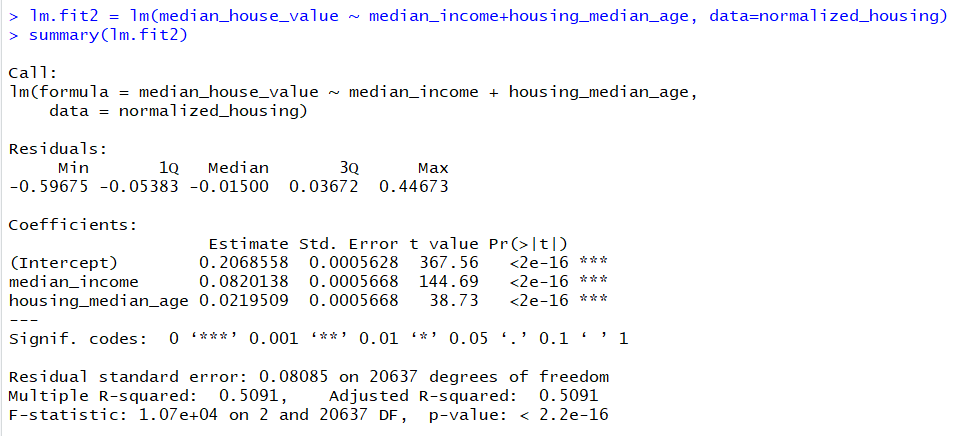 > lm.fit2 = lm(median_house_value ~ median_income+housing_median_age, data=normalized_housing)
> summary(lm.fit2)
Call:
lm(formula = median_house_value ~ median_income + housing_median_age,
    data = normalized_housing)
Residuals:
     Min       1Q   Median       3Q      Max
-0.59675 -0.05383 -0.01500  0.03672  0.44673
Coefficients:
                    Estimate Std. Error t value Pr(>|t|)
(Intercept)        0.2068558  0.0005628  367.56   <2e-16 ***
median_income      0.0820138  0.0005668  144.69   <2e-16 ***
housing_median_age 0.0219509  0.0005668   38.73   <2e-16 ***
---
Signif. codes:  0 ‘***’ 0.001 ‘**’ 0.01 ‘*’ 0.05 ‘.’ 0.1 ‘ ’ 1
Residual standard error: 0.08085 on 20637 degrees of freedom
Multiple R-squared:  0.5091,	Adjusted R-squared:  0.5091
F-statistic: 1.07e+04 on 2 and 20637 DF,  p-value: < 2.2e-16